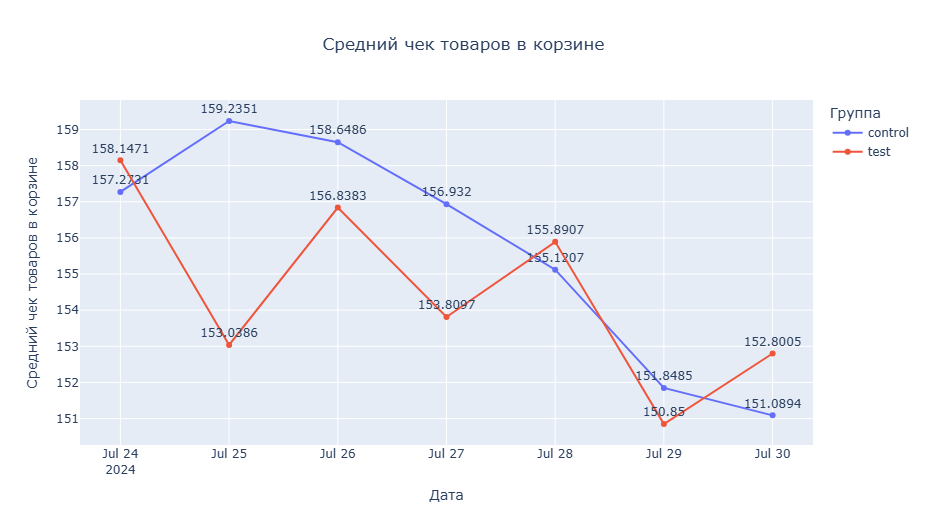 Средний чек товаров в корзине
Группа
control
test
Средний чек товаров в корзине
159
158
157
156
155
154
153
152
151
157.2731
159.2351
158.6486
156.932
155.1207
151.8485
151.0894
158.1471
153.0386
156.8383
153.8097
155.8907
150.85
152.8005
Jul 24
2024
Jul 25
Jul 26
Jul 27
Jul 28
Jul 29
Jul 30
Дата